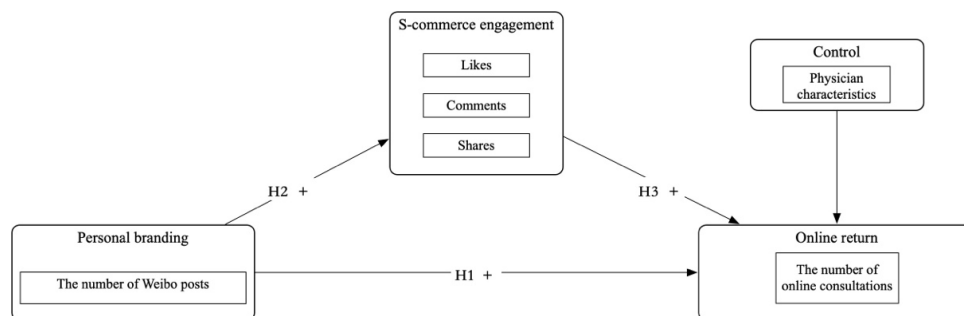 S-commerce engagement
Likes
Comments
Shares
Control
Physician
characteristics
H2 +
H3 +
Personal branding
The number of Weibo posts
H1 +
Online return
The number of
online consultations